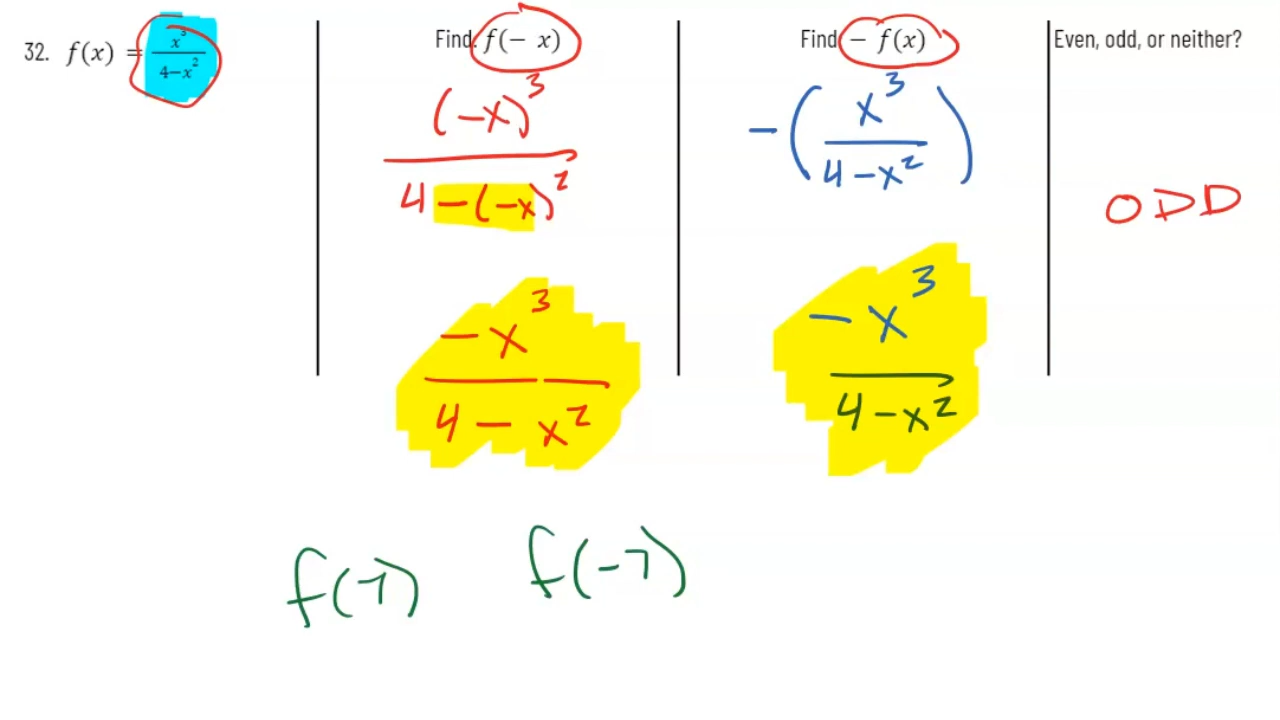 32. f(x) = x³/(4−x²)
Find f(− x)
(−x)³
4 −(−x)²
−x³
4 − x²
Find − f(x)
−(x³/(4−x²))
−x³
4−x²
Even, odd, or neither?
ODD
f(7) f(−7)